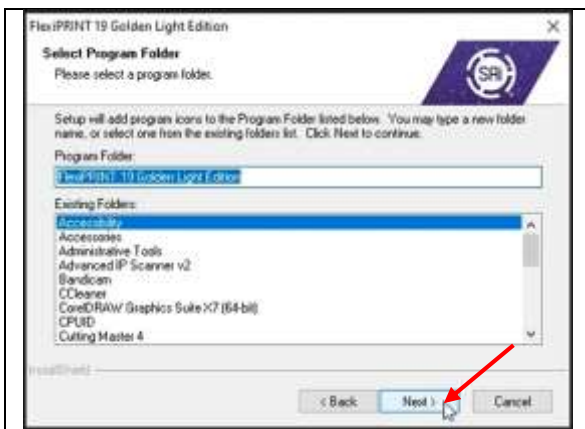 FlexiPRINT 19 Golden Light Edition
Select Program Folder
Please select a program folder.
SAi
Setup will add program icons to the Program Folder listed below. You may type a new folder
name, or select one from the existing folders list. Click Next to continue.
Program Folder:
FlexiPRINT 19 Golden Light Edition
Existing Folders:
Accessibility
Accessories
Administrative Tools
Advanced IP Scanner v2
Bandicam
CCleaner
CorelDRAW Graphics Suite X7 (64-bit)
CPUID
Cutting Master 4
InstallShield
< Back
Next >
Cancel